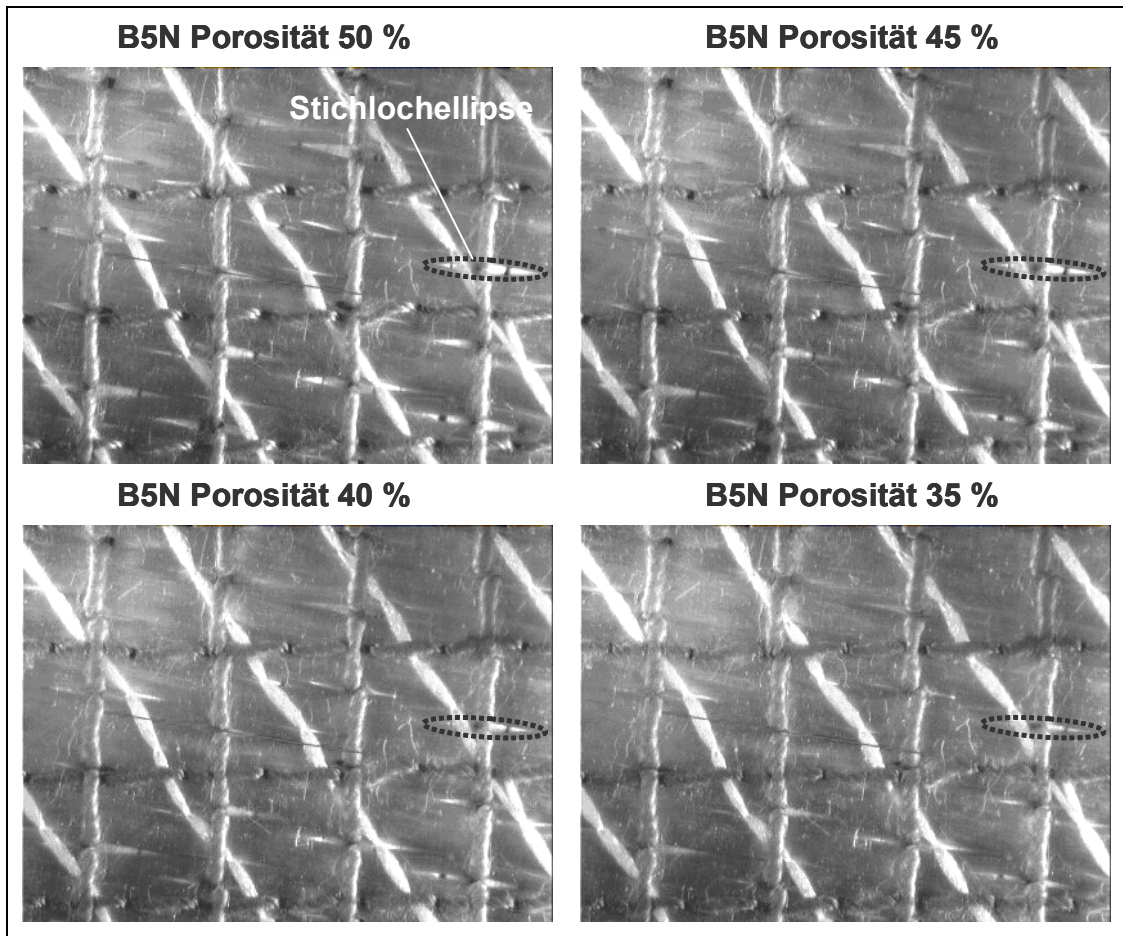 B5N Porosität 50 %
B5N Porosität 45 %
Stichlochellipse
B5N Porosität 40 %
B5N Porosität 35 %